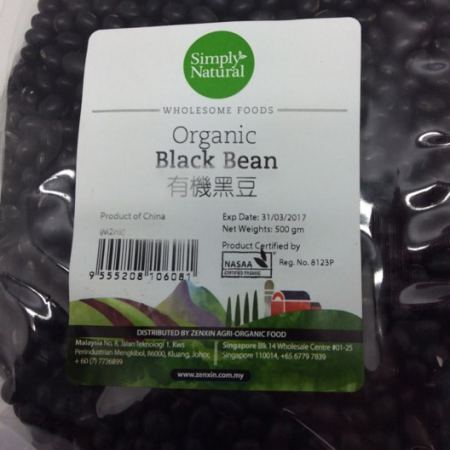 Simply
Natural
WHOLESOME FOODS
Organic
Black Bean
有機黑豆
Product of China
Exp Date: 31/03/2017
Net Weights: 500 gm
Product Certified by
NASAA
CERTIFIED ORGANIC
Reg. No. 8123P
9 555208 106081
DISTRIBUTED BY ZENXIN AGRI-ORGANIC FOOD
Malaysia No. 8, Jalan Teknologi 1, Kws
Perindustrian Mengkibol, 86000, Kluang, Johor,
+ 60 (7) 7736899
Singapore Blk 14 Wholesale Centre #01-25
Singapore 110014, +65 6779 7839
www.zenxin.com.my